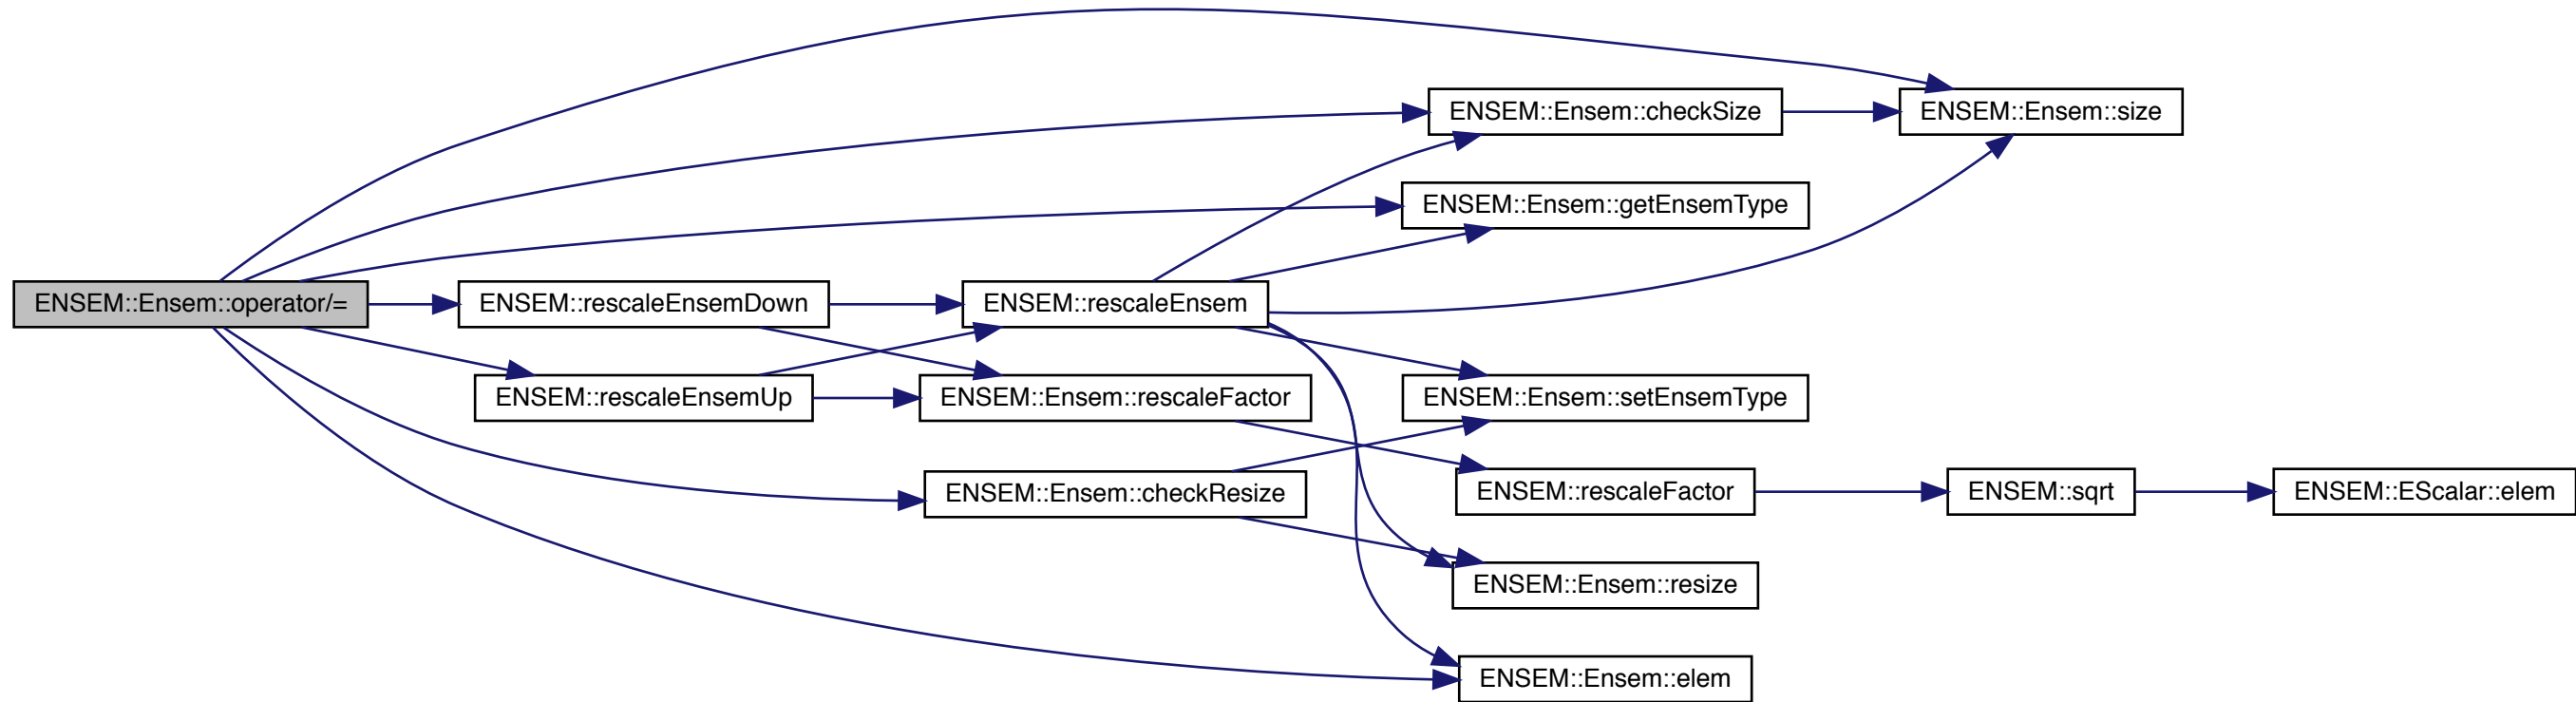 ENSEM::Ensem::operator/=
ENSEM::rescaleEnsemDown
ENSEM::rescaleEnsemUp
ENSEM::rescaleEnsem
ENSEM::Ensem::rescaleFactor
ENSEM::Ensem::checkResize
ENSEM::Ensem::checkSize
ENSEM::Ensem::getEnsemType
ENSEM::Ensem::setEnsemType
ENSEM::rescaleFactor
ENSEM::Ensem::resize
ENSEM::Ensem::elem
ENSEM::Ensem::size
ENSEM::sqrt
ENSEM::EScalar::elem